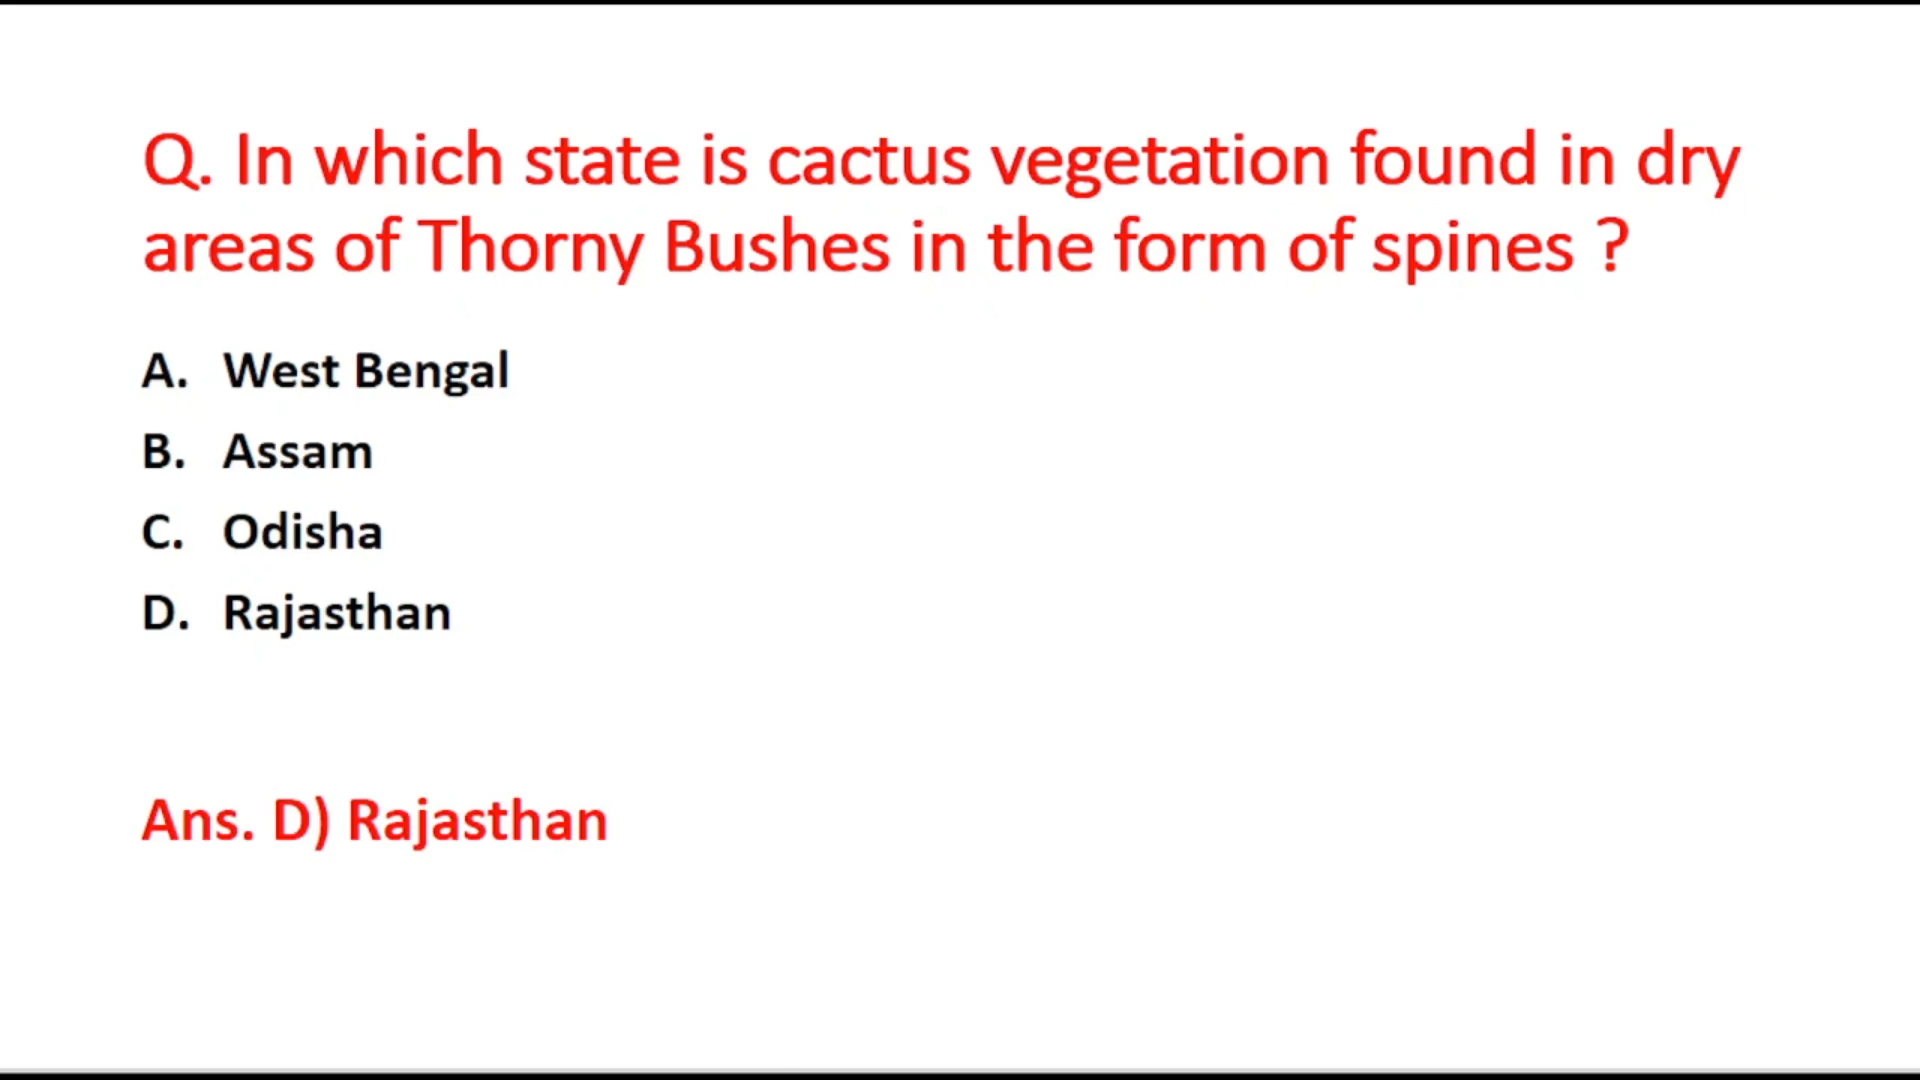 Q. In which state is cactus vegetation found in dry
areas of Thorny Bushes in the form of spines ?
A. West Bengal
B. Assam
C. Odisha
D. Rajasthan
Ans. D) Rajasthan